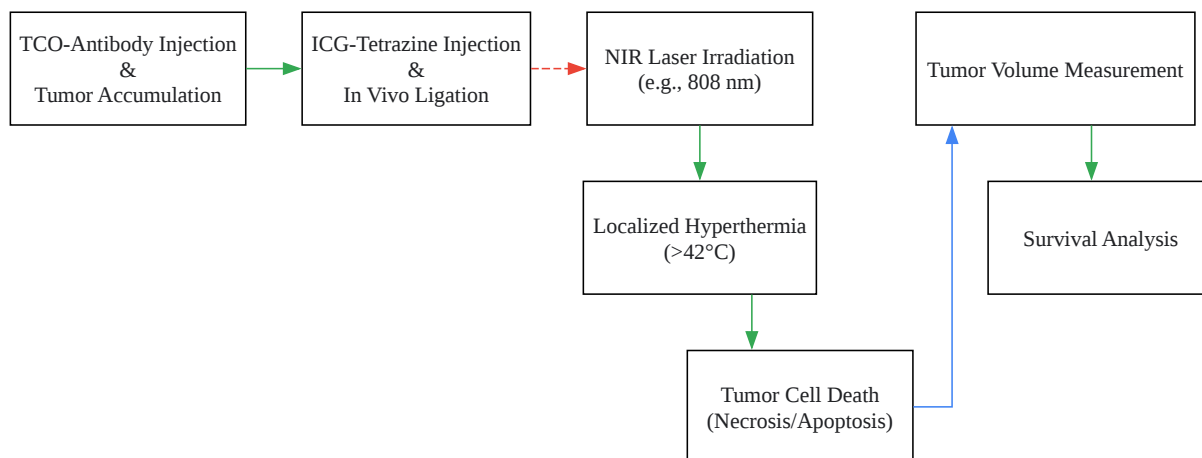 TCO-Antibody Injection
&
Tumor Accumulation
ICG-Tetrazine Injection
&
In Vivo Ligation
NIR Laser Irradiation
(e.g., 808 nm)
Localized Hyperthermia
(>42°C)
Tumor Cell Death
(Necrosis/Apoptosis)
Tumor Volume Measurement
Survival Analysis